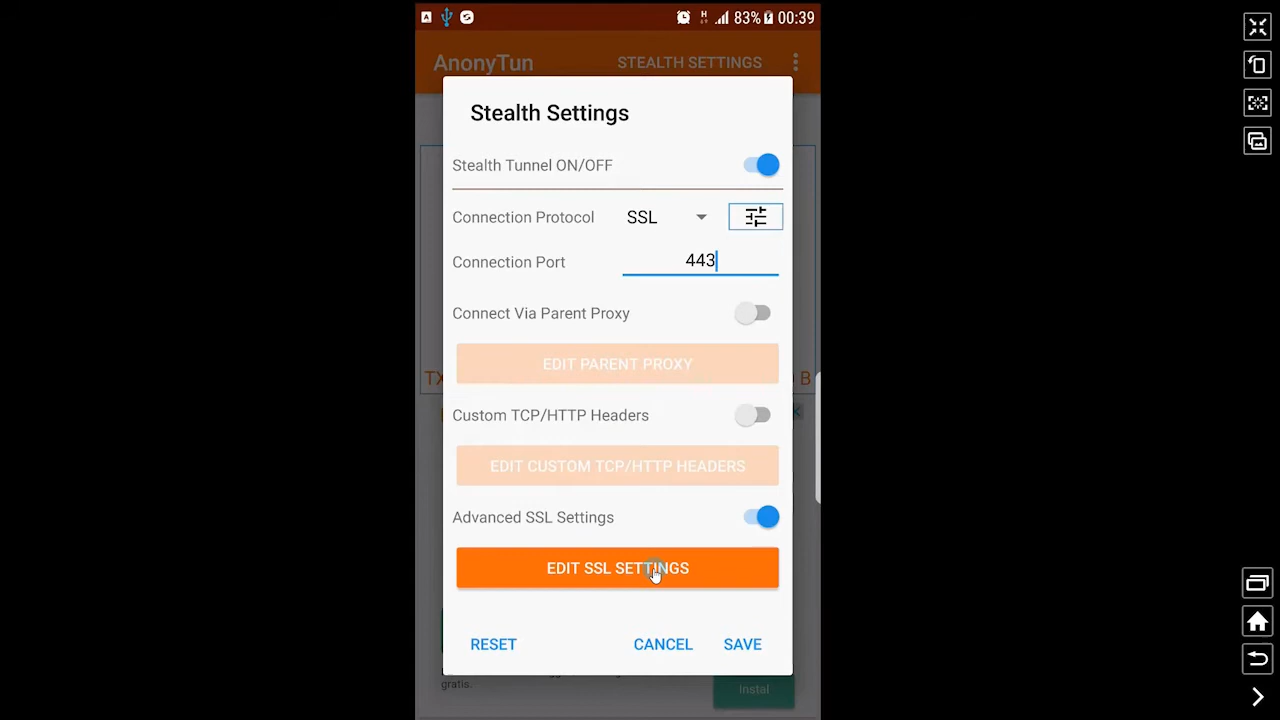 A
H
83%
00:39
AnonyTun
STEALTH SETTINGS
Stealth Settings
Stealth Tunnel ON/OFF
Connection Protocol
SSL
Connection Port
443
Connect Via Parent Proxy
EDIT PARENT PROXY
TX
B
Custom TCP/HTTP Headers
EDIT CUSTOM TCP/HTTP HEADERS
Advanced SSL Settings
EDIT SSL SETTINGS
RESET
CANCEL
SAVE
gratis.
Instal